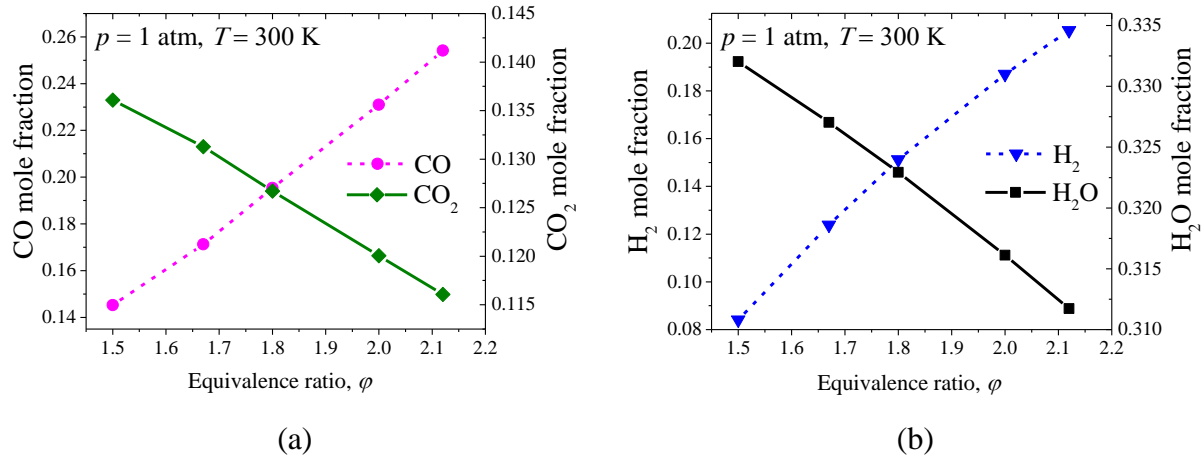 p = 1 atm, T = 300 K
CO mole fraction
0.26
0.24
0.22
0.20
0.18
0.16
0.14
0.145
0.140
0.135
0.130
0.125
0.120
0.115
CO₂ mole fraction
CO
CO₂
1.5 1.6 1.7 1.8 1.9 2.0 2.1 2.2
Equivalence ratio, φ
(a)
p = 1 atm, T = 300 K
H₂ mole fraction
0.20
0.18
0.16
0.14
0.12
0.10
0.08
0.335
0.330
0.325
0.320
0.315
0.310
H₂O mole fraction
H₂
H₂O
1.5 1.6 1.7 1.8 1.9 2.0 2.1 2.2
Equivalence ratio, φ
(b)